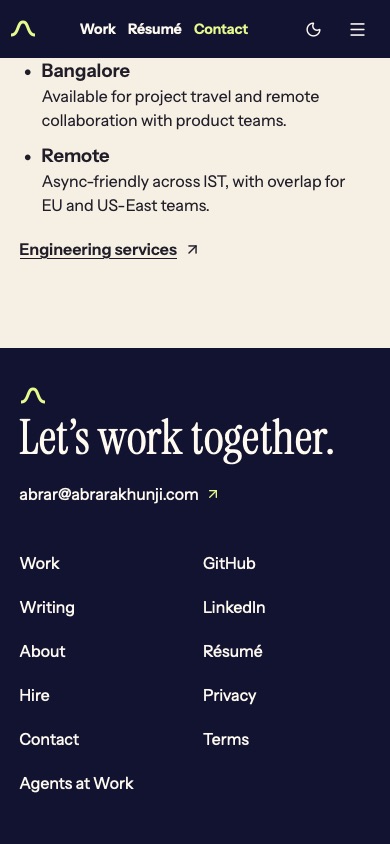 Work Résumé Contact
Bangalore
Available for project travel and remote
collaboration with product teams.
Remote
Async-friendly across IST, with overlap for
EU and US-East teams.
Engineering services
Let’s work together.
abrar@abrarakhunji.com
Work
Writing
About
Hire
Contact
Agents at Work
GitHub
LinkedIn
Résumé
Privacy
Terms